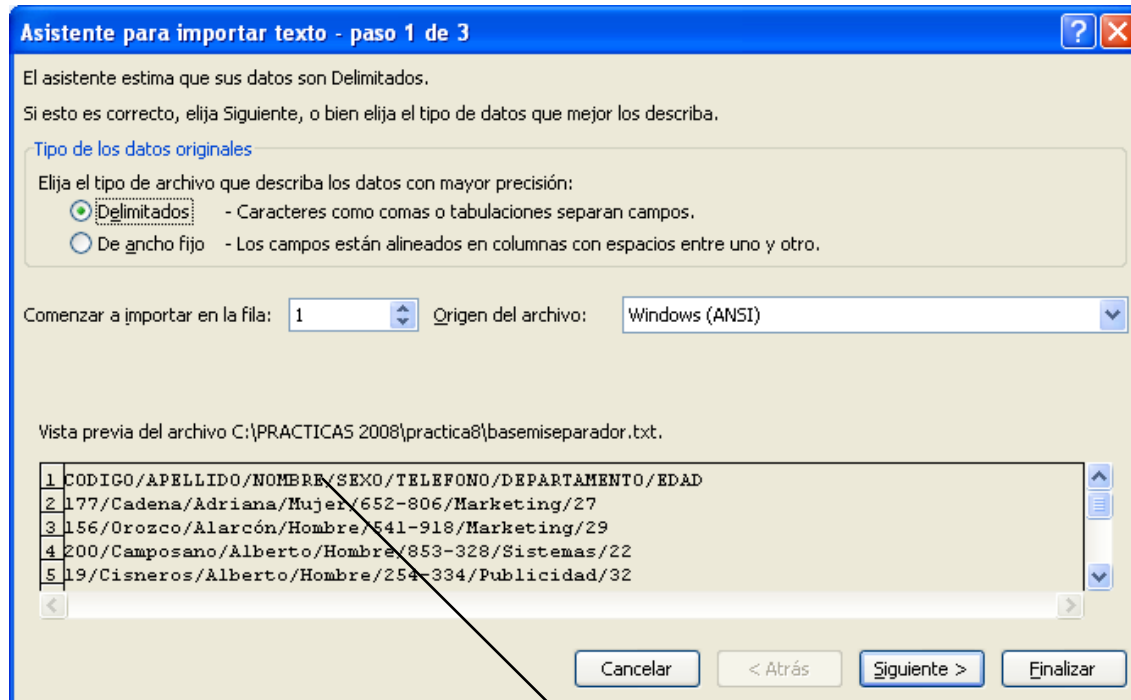 Asistente para importar texto - paso 1 de 3
El asistente estima que sus datos son Delimitados.
Si esto es correcto, elija Siguiente, o bien elija el tipo de datos que mejor los describa.
Tipo de los datos originales
Elija el tipo de archivo que describa los datos con mayor precisión:
Delimitados - Caracteres como comas o tabulaciones separan campos.
De ancho fijo - Los campos están alineados en columnas con espacios entre uno y otro.
Comenzar a importar en la fila: 1 Origen del archivo: Windows (ANSI)
Vista previa del archivo C:\PRACTICAS 2008\practica8\basemiseparador.txt.
1 CODIGO/APELLIDO/NOMBRE/SEXO/TELEFONO/DEPARTAMENTO/EDAD
2 177/Cadena/Adriana/Mujer/652-806/Marketing/27
3 156/Orozco/Alarcón/Hombre/541-918/Marketing/29
4 200/Camposano/Alberto/Hombre/853-328/Sistemas/22
5 19/Cisneros/Alberto/Hombre/254-334/Publicidad/32
Cancelar < Atrás Siguiente > Finalizar